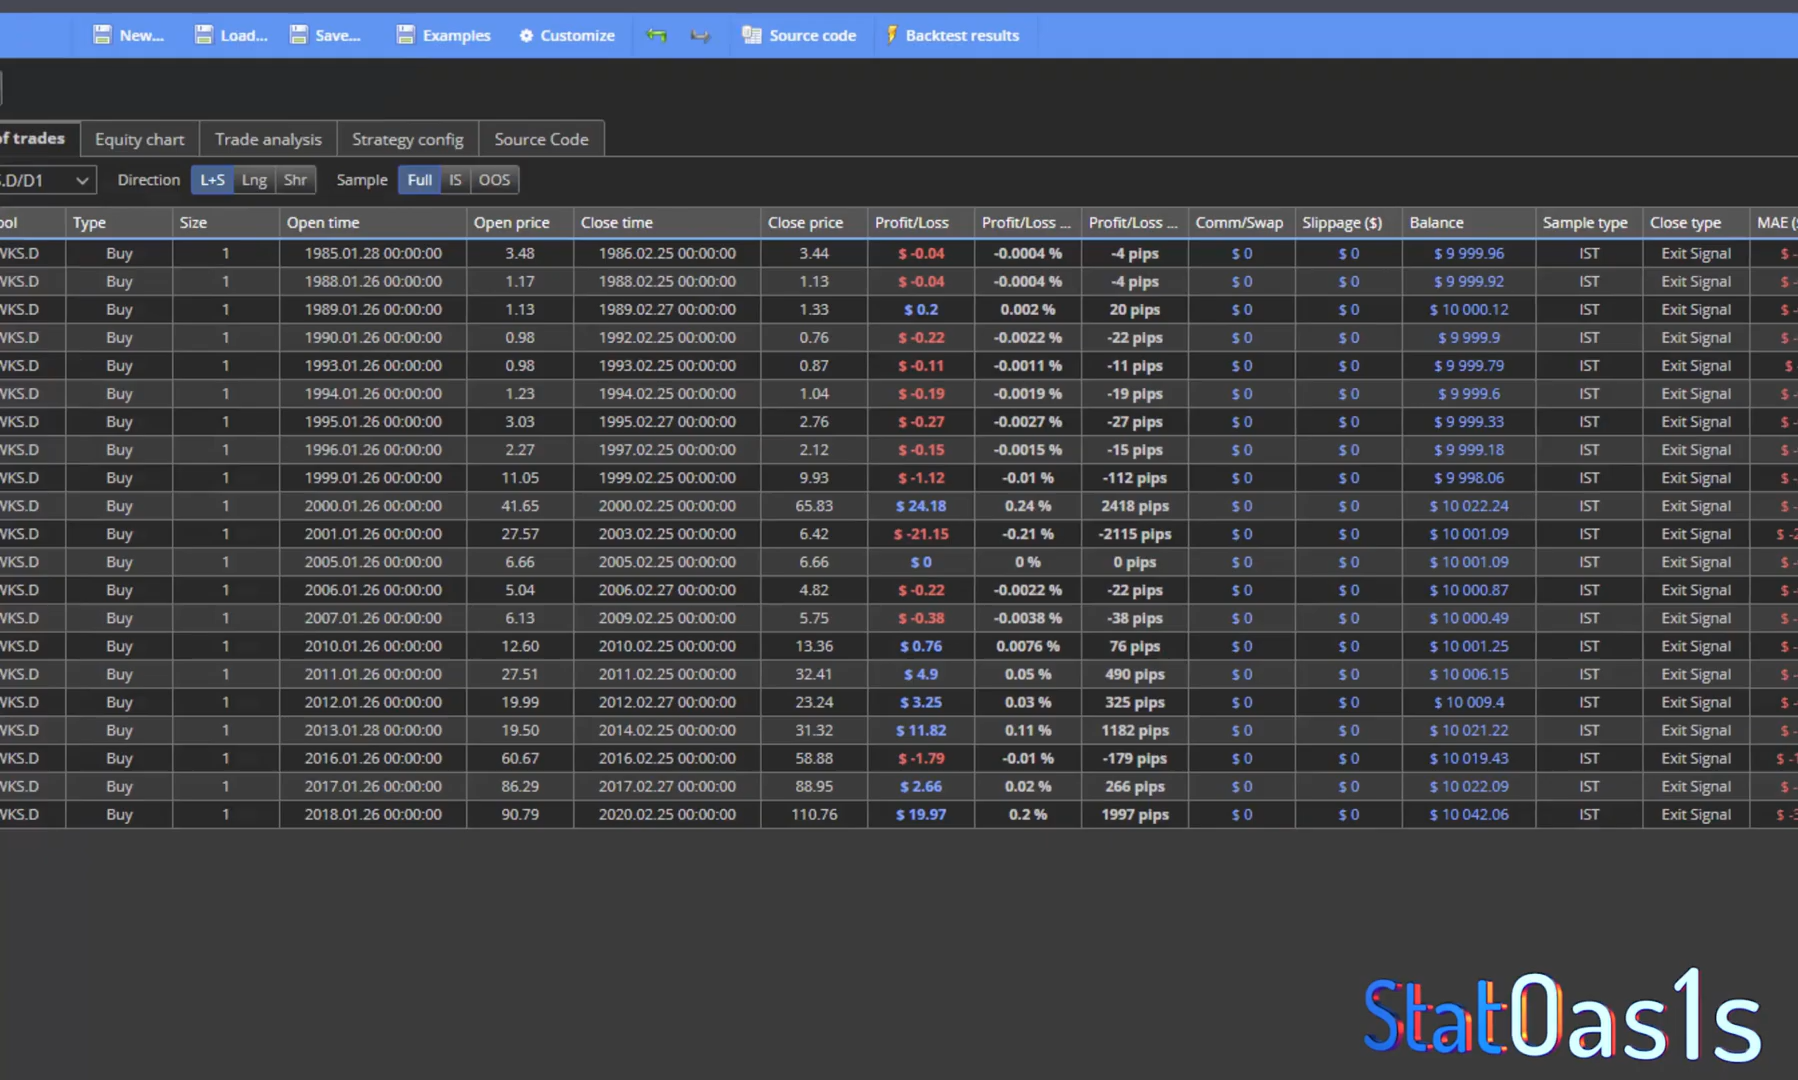 New... Load... Save... Examples Customize Source code Backtest results
of trades Equity chart Trade analysis Strategy config Source Code
.D/D1 Direction L+S Lng Shr Sample Full IS OOS
ool Type Size Open time Open price Close time Close price Profit/Loss Profit/Loss ... Profit/Loss ... Comm/Swap Slippage ($) Balance Sample type Close type MAE (
WKS.D Buy 1 1985.01.28 00:00:00 3.48 1986.02.25 00:00:00 3.44 $ -0.04 -0.0004 % -4 pips $ 0 $ 0 $ 9 999.96 IST Exit Signal $ -
WKS.D Buy 1 1988.01.26 00:00:00 1.17 1988.02.25 00:00:00 1.13 $ -0.04 -0.0004 % -4 pips $ 0 $ 0 $ 9 999.92 IST Exit Signal $ -
WKS.D Buy 1 1989.01.26 00:00:00 1.13 1989.02.27 00:00:00 1.33 $ 0.2 0.002 % 20 pips $ 0 $ 0 $ 10 000.12 IST Exit Signal $ -
WKS.D Buy 1 1990.01.26 00:00:00 0.98 1992.02.25 00:00:00 0.76 $ -0.22 -0.0022 % -22 pips $ 0 $ 0 $ 9 999.9 IST Exit Signal $ -
WKS.D Buy 1 1993.01.26 00:00:00 0.98 1993.02.25 00:00:00 0.87 $ -0.11 -0.0011 % -11 pips $ 0 $ 0 $ 9 999.79 IST Exit Signal $
WKS.D Buy 1 1994.01.26 00:00:00 1.23 1994.02.25 00:00:00 1.04 $ -0.19 -0.0019 % -19 pips $ 0 $ 0 $ 9 999.6 IST Exit Signal $ -
WKS.D Buy 1 1995.01.26 00:00:00 3.03 1995.02.27 00:00:00 2.76 $ -0.27 -0.0027 % -27 pips $ 0 $ 0 $ 9 999.33 IST Exit Signal $ -
WKS.D Buy 1 1996.01.26 00:00:00 2.27 1997.02.25 00:00:00 2.12 $ -0.15 -0.0015 % -15 pips $ 0 $ 0 $ 9 999.18 IST Exit Signal $ -
WKS.D Buy 1 1999.01.26 00:00:00 11.05 1999.02.25 00:00:00 9.93 $ -1.12 -0.01 % -112 pips $ 0 $ 0 $ 9 998.06 IST Exit Signal $ -
WKS.D Buy 1 2000.01.26 00:00:00 41.65 2000.02.25 00:00:00 65.83 $ 24.18 0.24 % 2418 pips $ 0 $ 0 $ 10 022.24 IST Exit Signal $ -
WKS.D Buy 1 2001.01.26 00:00:00 27.57 2003.02.25 00:00:00 6.42 $ -21.15 -0.21 % -2115 pips $ 0 $ 0 $ 10 001.09 IST Exit Signal $ -2
WKS.D Buy 1 2005.01.26 00:00:00 6.66 2005.02.25 00:00:00 6.66 $ 0 0 % 0 pips $ 0 $ 0 $ 10 001.09 IST Exit Signal $ -
WKS.D Buy 1 2006.01.26 00:00:00 5.04 2006.02.27 00:00:00 4.82 $ -0.22 -0.0022 % -22 pips $ 0 $ 0 $ 10 000.87 IST Exit Signal $ -
WKS.D Buy 1 2007.01.26 00:00:00 6.13 2009.02.25 00:00:00 5.75 $ -0.38 -0.0038 % -38 pips $ 0 $ 0 $ 10 000.49 IST Exit Signal $ -
WKS.D Buy 1 2010.01.26 00:00:00 12.60 2010.02.25 00:00:00 13.36 $ 0.76 0.0076 % 76 pips $ 0 $ 0 $ 10 001.25 IST Exit Signal $ -
WKS.D Buy 1 2011.01.26 00:00:00 27.51 2011.02.25 00:00:00 32.41 $ 4.9 0.05 % 490 pips $ 0 $ 0 $ 10 006.15 IST Exit Signal $ -
WKS.D Buy 1 2012.01.26 00:00:00 19.99 2012.02.27 00:00:00 23.24 $ 3.25 0.03 % 325 pips $ 0 $ 0 $ 10 009.4 IST Exit Signal $ -
WKS.D Buy 1 2013.01.28 00:00:00 19.50 2014.02.25 00:00:00 31.32 $ 11.82 0.11 % 1182 pips $ 0 $ 0 $ 10 021.22 IST Exit Signal $ -
WKS.D Buy 1 2016.01.26 00:00:00 60.67 2016.02.25 00:00:00 58.88 $ -1.79 -0.01 % -179 pips $ 0 $ 0 $ 10 019.43 IST Exit Signal $ -1
WKS.D Buy 1 2017.01.26 00:00:00 86.29 2017.02.27 00:00:00 88.95 $ 2.66 0.02 % 266 pips $ 0 $ 0 $ 10 022.09 IST Exit Signal $ -
WKS.D Buy 1 2018.01.26 00:00:00 90.79 2020.02.25 00:00:00 110.76 $ 19.97 0.2 % 1997 pips $ 0 $ 0 $ 10 042.06 IST Exit Signal $ -3
Stat0as1s